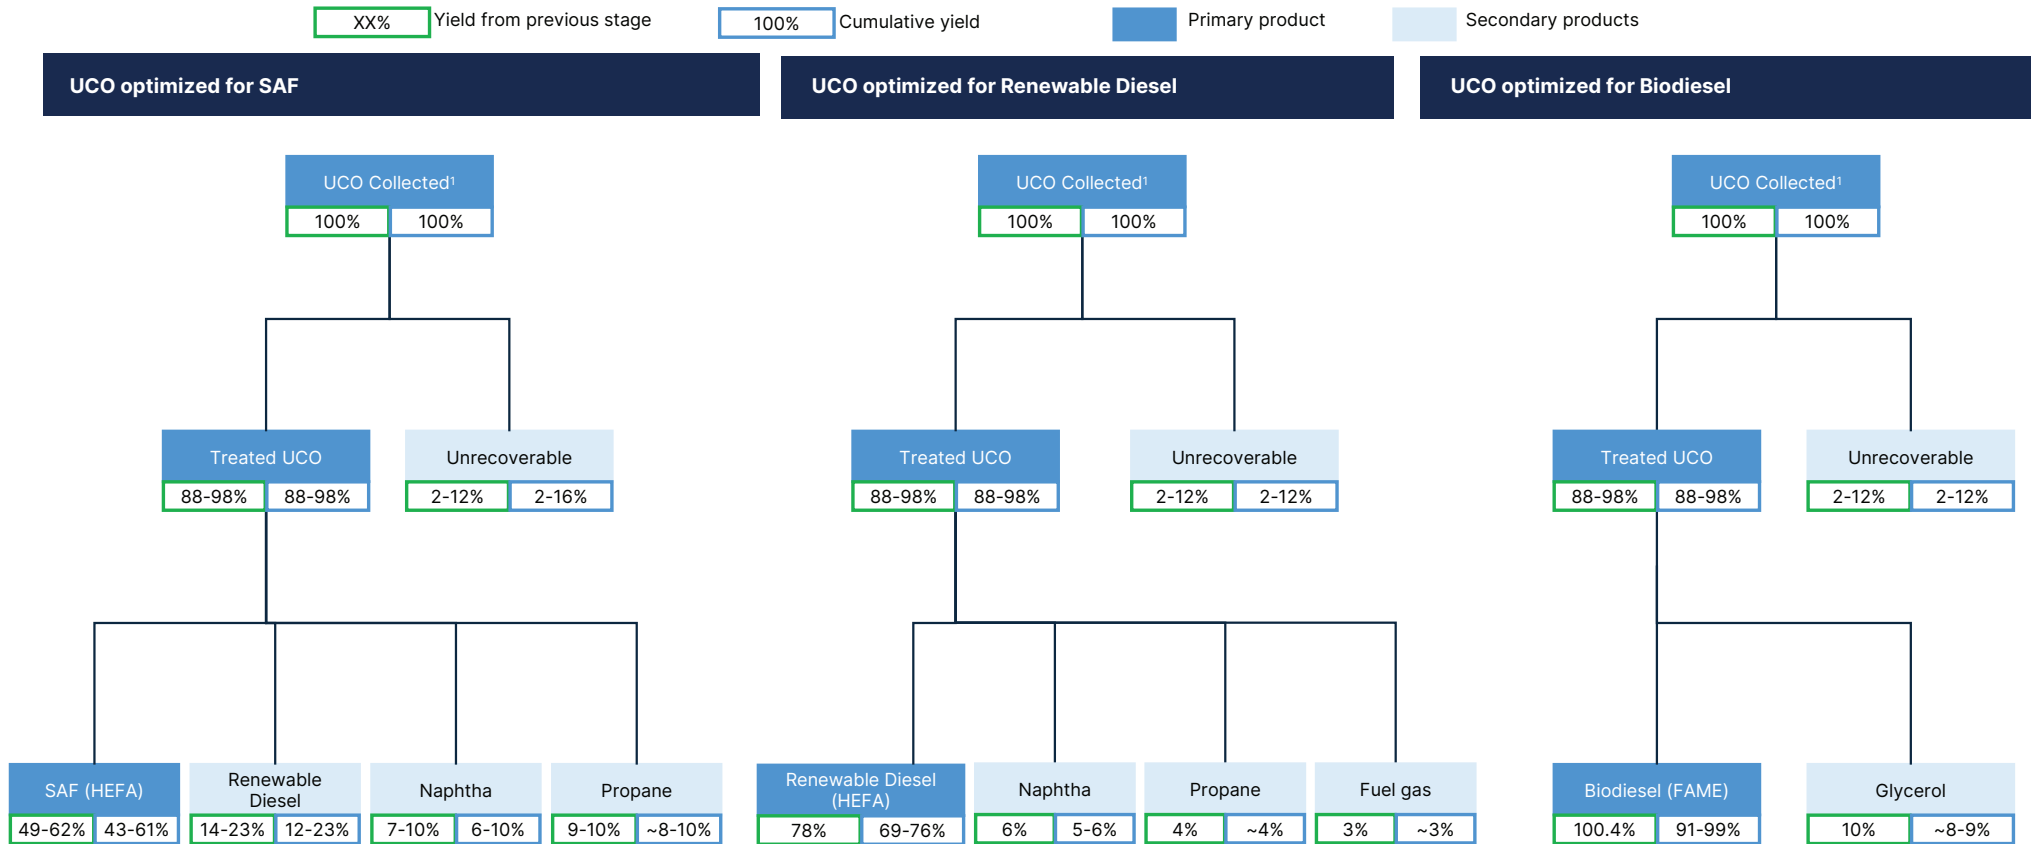 XX% Yield from previous stage 100% Cumulative yield Primary product Secondary products
UCO optimized for SAF
UCO optimized for Renewable Diesel
UCO optimized for Biodiesel
UCO Collected¹
100% 100%
UCO Collected¹
100% 100%
UCO Collected¹
100% 100%
Treated UCO
88-98% 88-98%
Unrecoverable
2-12% 2-16%
Treated UCO
88-98% 88-98%
Unrecoverable
2-12% 2-12%
Treated UCO
88-98% 88-98%
Unrecoverable
2-12% 2-12%
SAF (HEFA)
49-62% 43-61%
Renewable
Diesel
14-23% 12-23%
Naphtha
7-10% 6-10%
Propane
9-10% ~8-10%
Renewable Diesel
(HEFA)
78% 69-76%
Naphtha
6% 5-6%
Propane
4% ~4%
Fuel gas
3% ~3%
Biodiesel (FAME)
100.4% 91-99%
Glycerol
10% ~8-9%